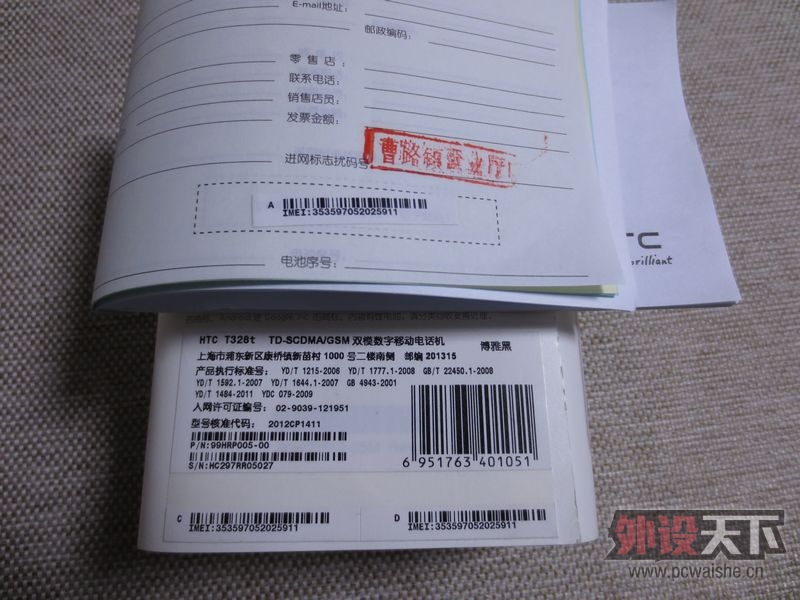 E-mail地址：
邮政编码：
零售店：
联系电话：
销售店员：
发票金额：
进网标志扰码号
曹路镇营业厅
A
IMEI:353597052025911
电池序号：
TC
brilliant
HTC T328t TD-SCDMA/GSM 双模数字移动电话机 博雅黑
上海市浦东新区康桥镇新苗村 1000 号二楼南侧 邮编 201315
产品执行标准号： YD/T 1215-2006 YD/T 1777.1-2008 GB/T 22450.1-2008
YD/T 1592.1-2007 YD/T 1644.1-2007 GB 4943-2001
YD/T 1484-2011 YDC 079-2009
入网许可证编号： 02-9039-121951
型号核准代码： 2012CP1411
P/N:99HRP005-00
S/N:HC297RR05027
6 951763 401051
C
IMEI:353597052025911
D
IMEI:353597052025911
外设天下
www.pcwaishe.cn